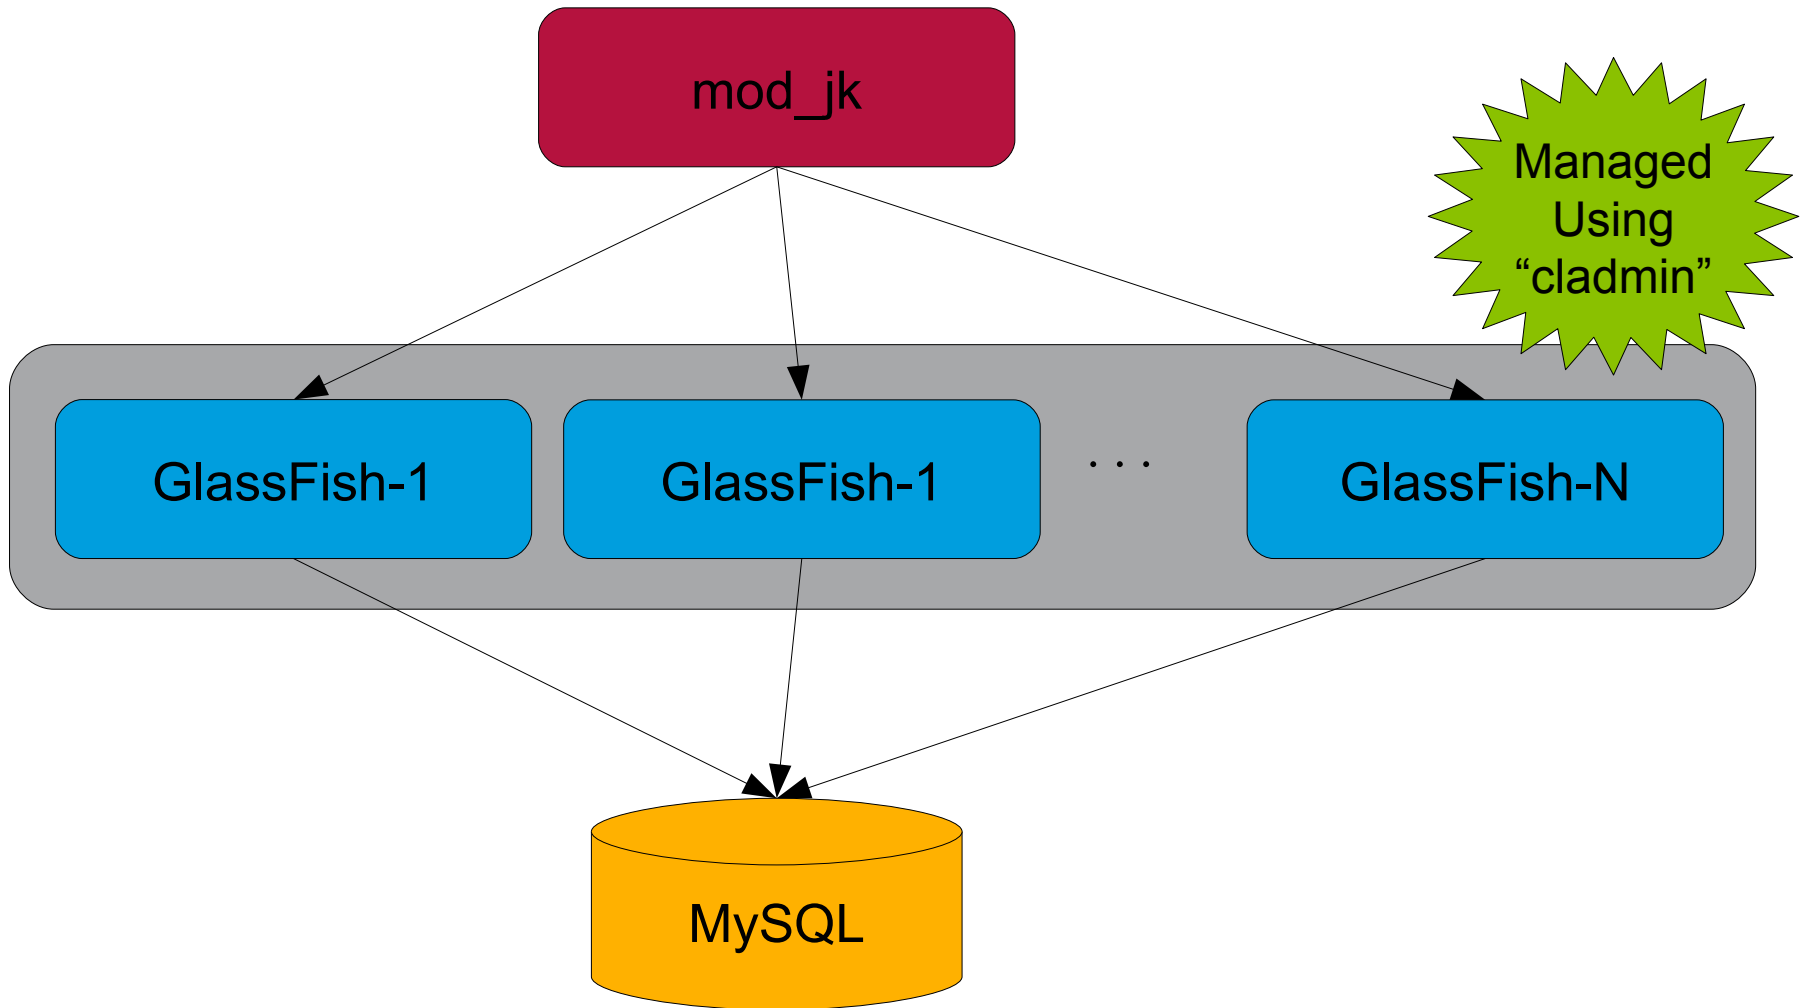 mod_jk
Managed
Using
“cladmin”
GlassFish-1
GlassFish-1
. . .
GlassFish-N
MySQL